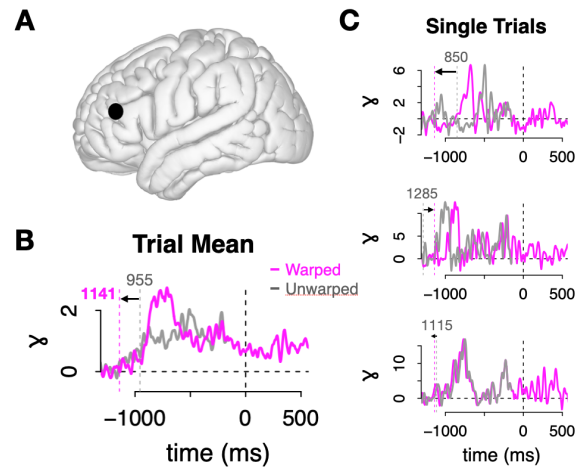 A
B
Trial Mean
Warped
Unwarped
1141
955
2
0
γ
−1000
0
500
time (ms)
C
Single Trials
850
6
2
−2
γ
−1000
0
500
1285
5
0
γ
−1000
0
500
1115
10
0
γ
−1000
0
500
time (ms)